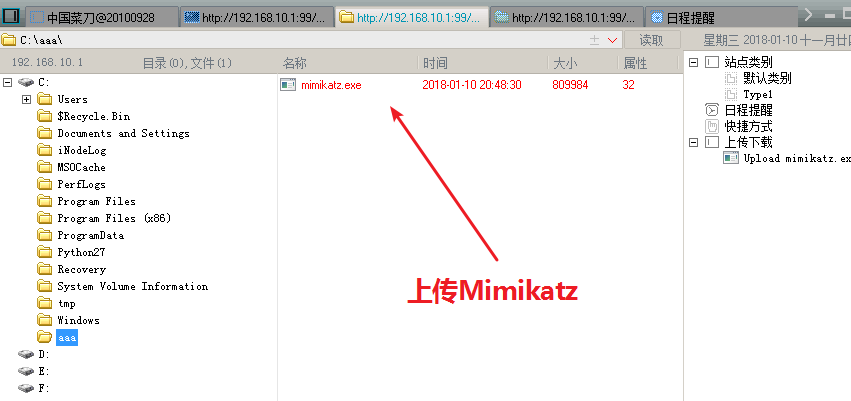 中国菜刀@20100928
http://192.168.10.1:99/...
http://192.168.10.1:99/...
http://192.168.10.1:99/...
日程提醒
C:\aaa\
读取
星期三 2018-01-10 十一月廿
192.168.10.1
目录(0),文件(1)
名称
时间
大小
属性
C:
Users
$Recycle.Bin
Documents and Settings
iNodeLog
MSOCache
PerfLogs
Program Files
Program Files (x86)
ProgramData
Python27
Recovery
System Volume Information
tmp
Windows
aaa
D:
E:
F:
mimikatz.exe
2018-01-10 20:48:30
809984
32
上传Mimikatz
站点类别
默认类别
Type1
日程提醒
快捷方式
上传下载
Upload mimikatz.ex